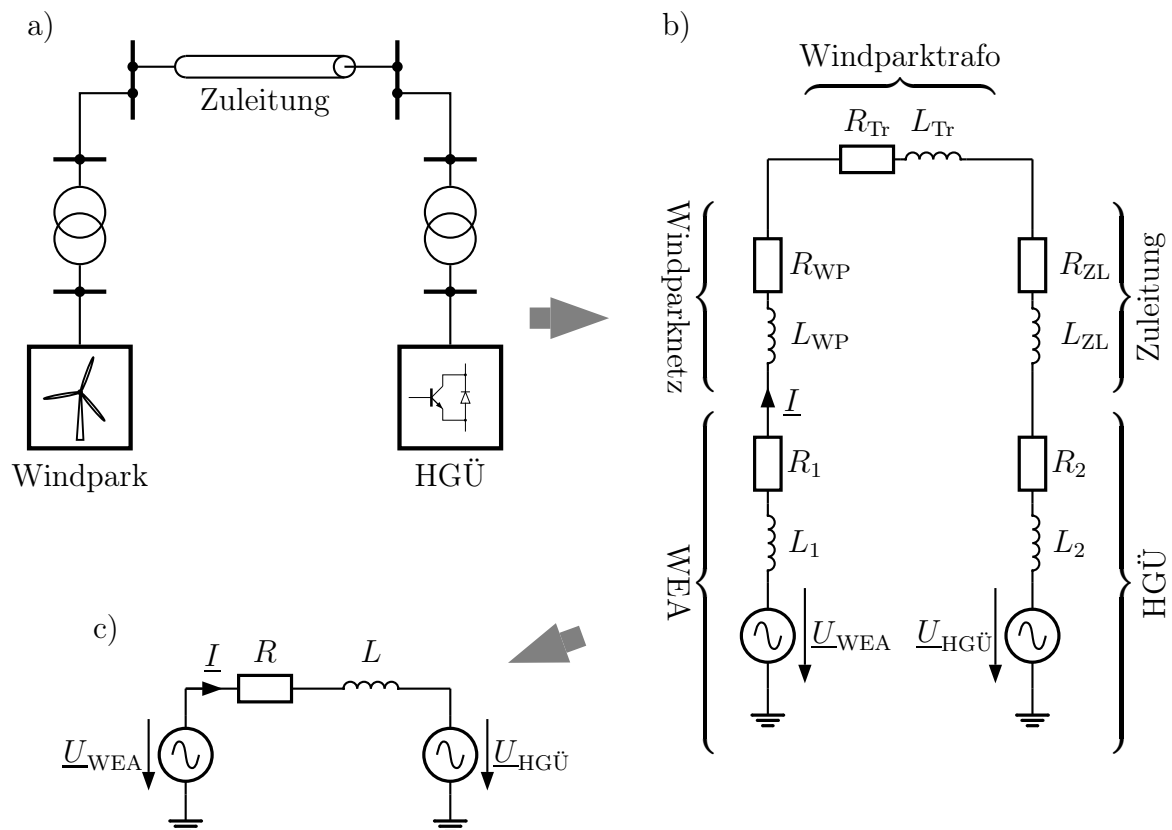 a)
Zuleitung
Windpark
HGÜ
b)
Windparktrafo
R_Tr
L_Tr
Windparknetz
R_WP
L_WP
R_ZL
L_ZL
Zuleitung
I
WEA
R_1
L_1
U_WEA
R_2
L_2
U_HGÜ
HGÜ
c)
I
R
L
U_WEA
U_HGÜ